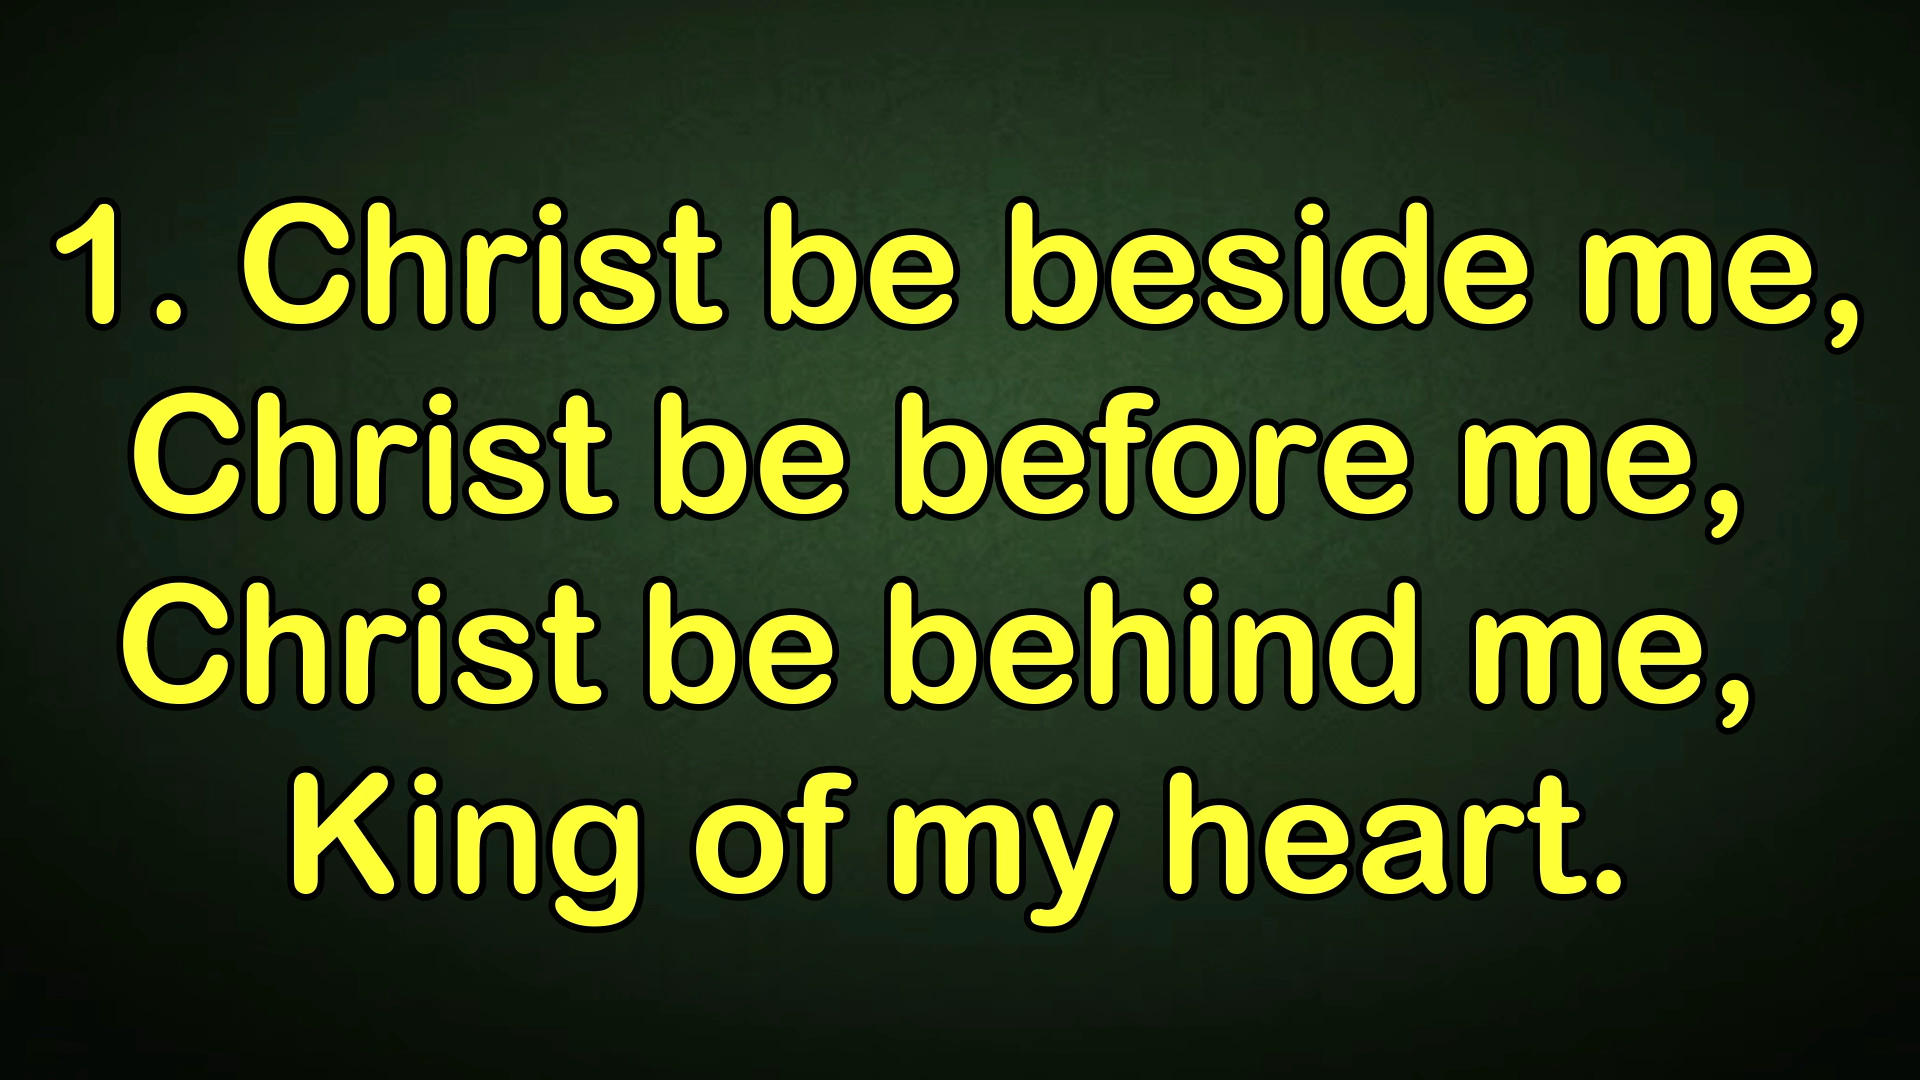 1. Christ be beside me,
Christ be before me,
Christ be behind me,
King of my heart.